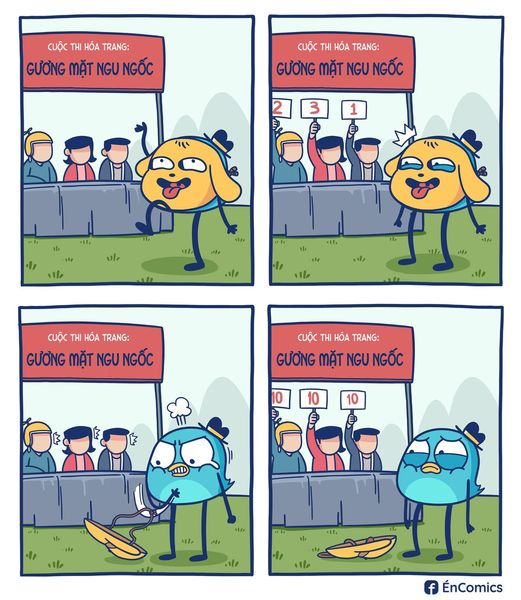 CUỘC THI HÓA TRANG:
GƯƠNG MẶT NGU NGỐC
CUỘC THI HÓA TRANG:
GƯƠNG MẶT NGU NGỐC
2 3 1
CUỘC THI HÓA TRANG:
GƯƠNG MẶT NGU NGỐC
CUỘC THI HÓA TRANG:
GƯƠNG MẶT NGU NGỐC
10 10 10
ÉnComics